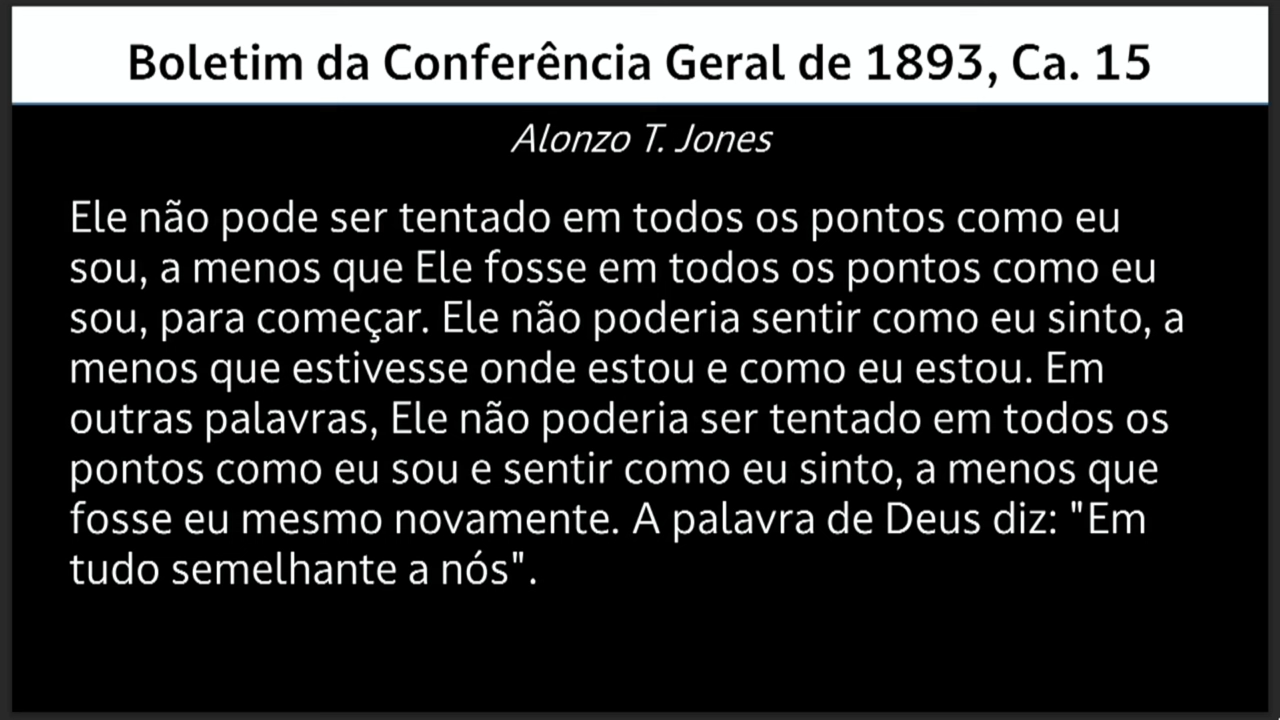 Boletim da Conferência Geral de 1893, Ca. 15
Alonzo T. Jones
Ele não pode ser tentado em todos os pontos como eu
sou, a menos que Ele fosse em todos os pontos como eu
sou, para começar. Ele não poderia sentir como eu sinto, a
menos que estivesse onde estou e como eu estou. Em
outras palavras, Ele não poderia ser tentado em todos os
pontos como eu sou e sentir como eu sinto, a menos que
fosse eu mesmo novamente. A palavra de Deus diz: "Em
tudo semelhante a nós".